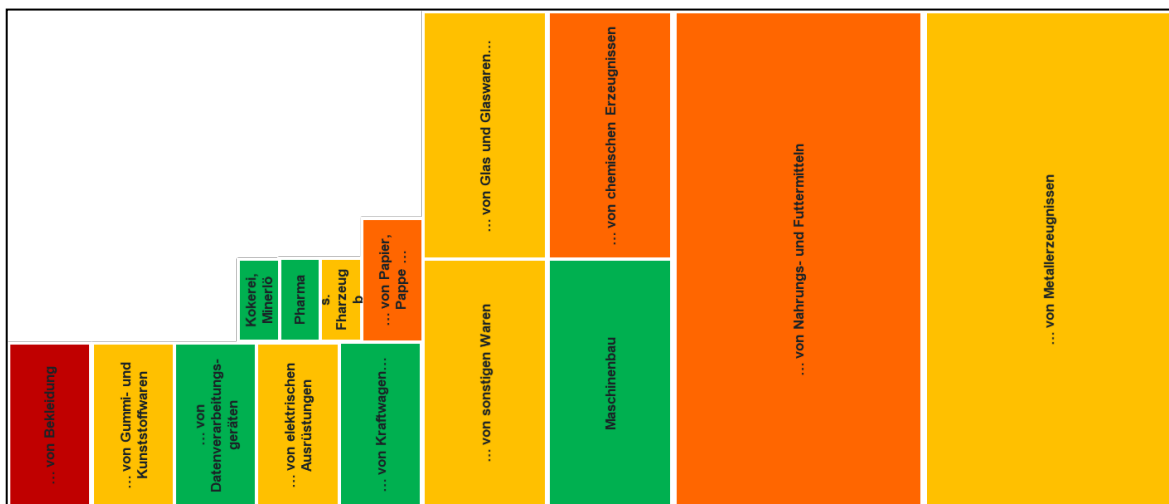 … von Bekleidung
… von Gummi- und
Kunststoffwaren
… von
Datenverarbeitungs-
geräten
… von elektrischen
Ausrüstungen
… von Kraftwagen…
Kokerei,
Minerlö
Pharma
s.
Fharzeug
b
… von Papier,
Pappe …
… von Glas und Glaswaren…
… von sonstigen Waren
… von chemischen Erzeugnissen
Maschinenbau
… von Nahrungs- und Futtermitteln
… von Metallerzeugnissen